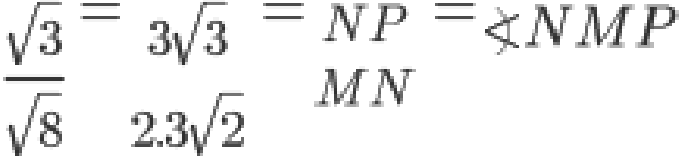 √3 = 3√3 = NP = ∢NMP
√8 2.3√2 MN